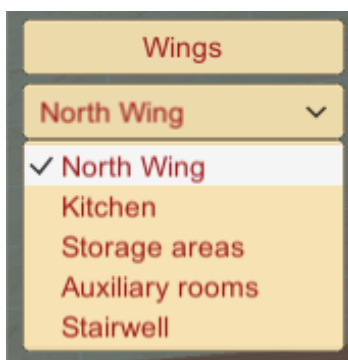 Wings
North Wing
North Wing
Kitchen
Storage areas
Auxiliary rooms
Stairwell